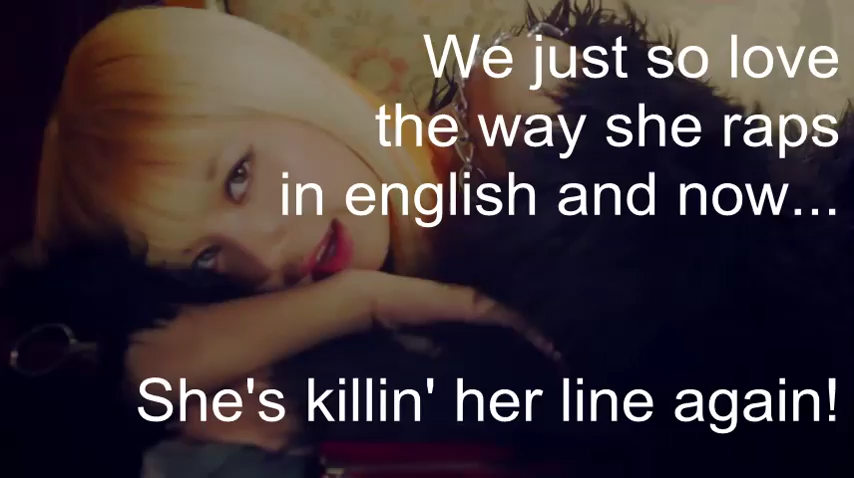 We just so love
the way she raps
in english and now...
She's killin' her line again!